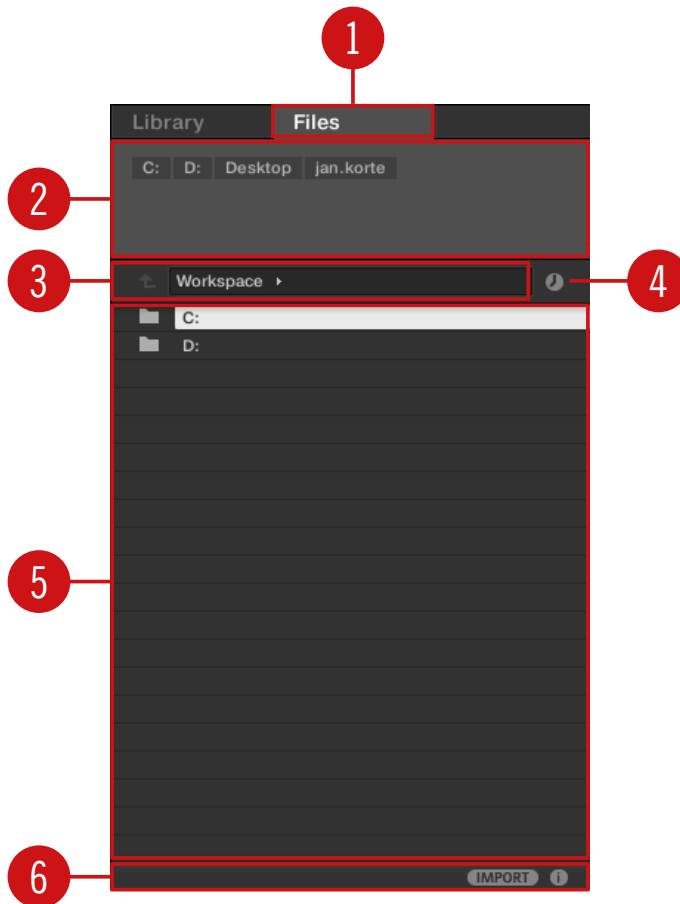 1
Library Files
2
C: D: Desktop jan.korte
3
Workspace
4
C:
D:
5
6
IMPORT i